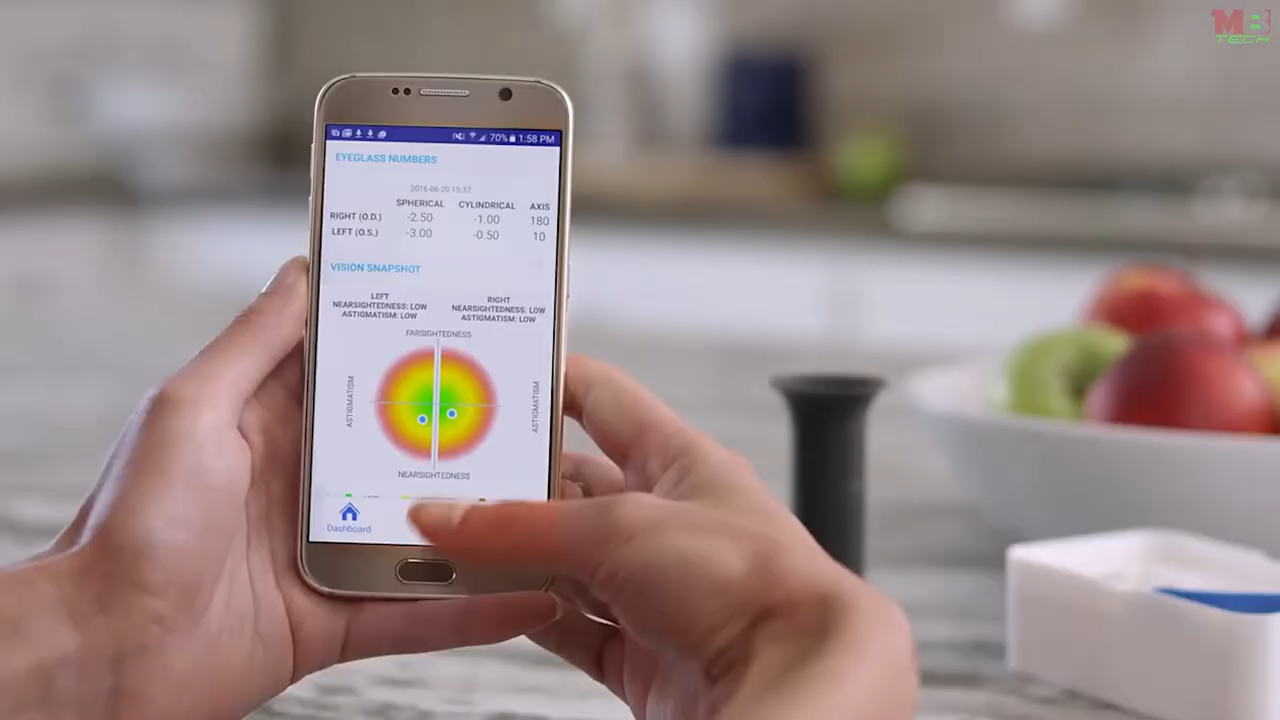 MB
TECH
70% 1:58 PM
EYEGLASS NUMBERS
2016-06-20 15:37
SPHERICAL CYLINDRICAL AXIS
RIGHT (O.D.) -2.50 -1.00 180
LEFT (O.S.) -3.00 -0.50 10
VISION SNAPSHOT
LEFT
NEARSIGHTEDNESS: LOW
ASTIGMATISM: LOW
RIGHT
NEARSIGHTEDNESS: LOW
ASTIGMATISM: LOW
FARSIGHTEDNESS
ASTIGMATISM
ASTIGMATISM
NEARSIGHTEDNESS
Dashboard